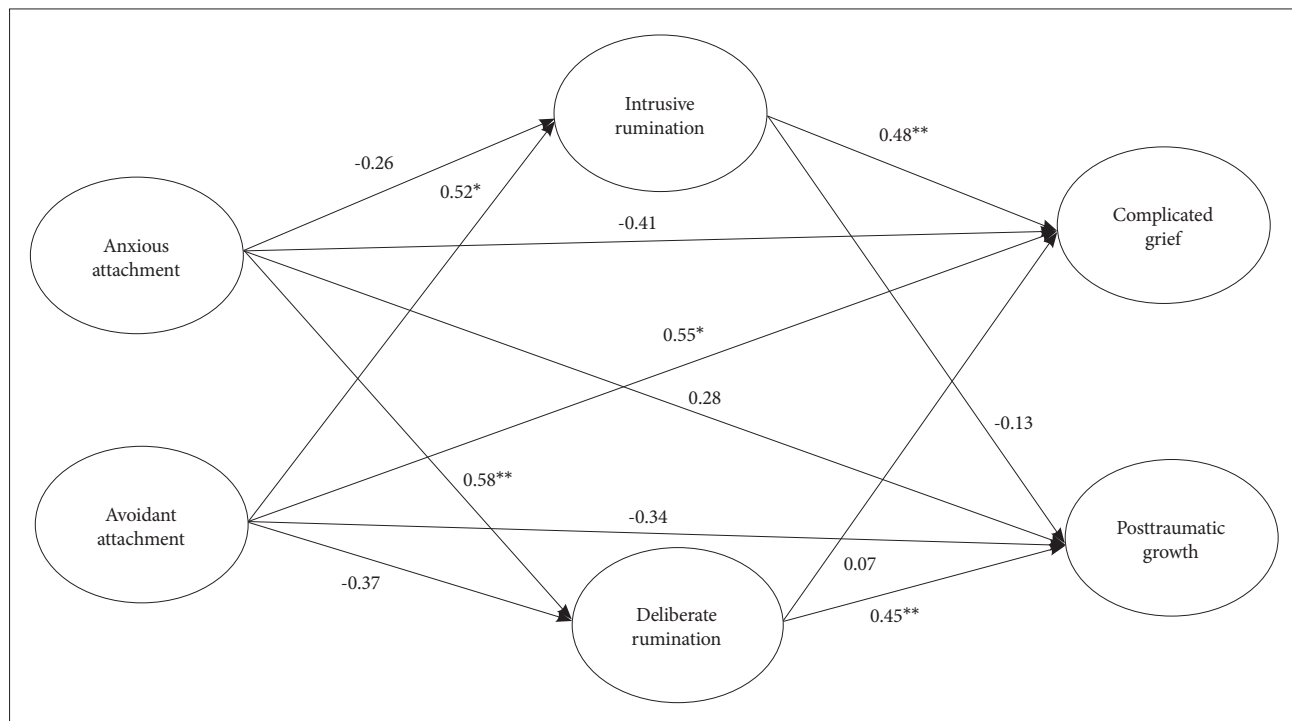 Intrusive
rumination
0.48**
-0.26
0.52*
Anxious
attachment
-0.41
Complicated
grief
0.55*
0.28
-0.13
0.58**
Avoidant
attachment
-0.34
Posttraumatic
growth
-0.37
0.07
Deliberate
rumination
0.45**